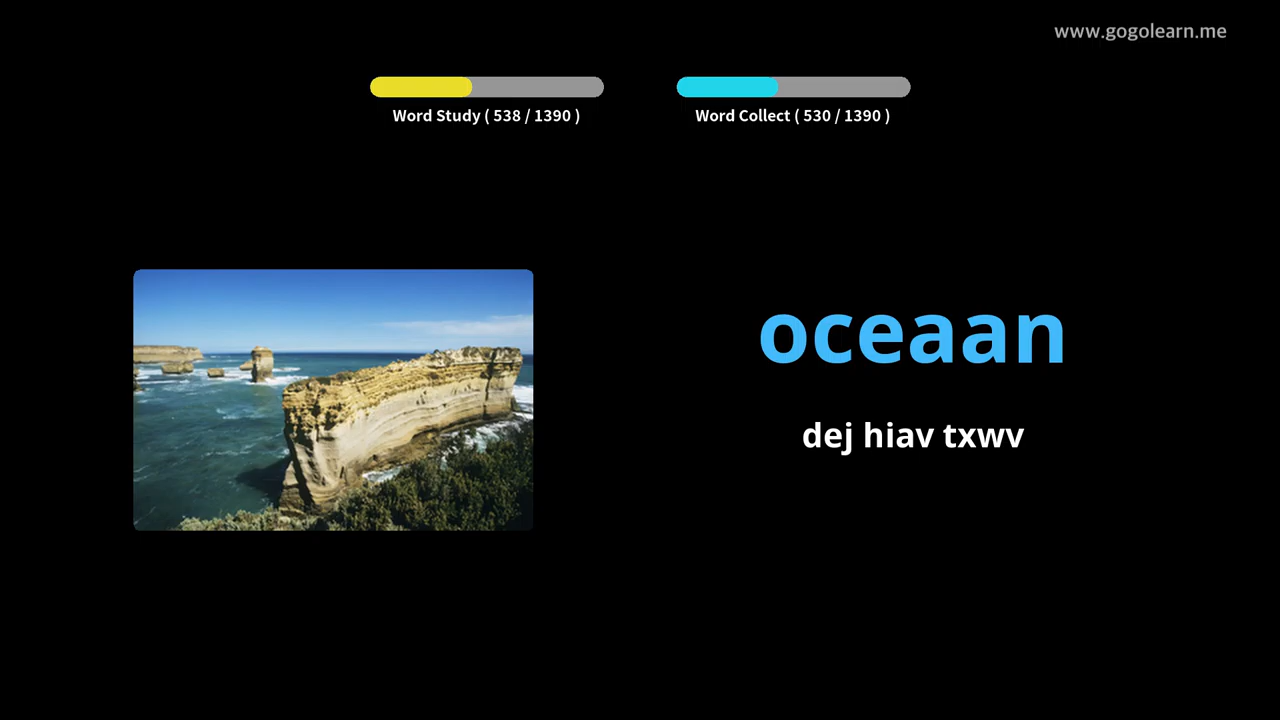 www.gogolearn.me
Word Study ( 538 / 1390 )
Word Collect ( 530 / 1390 )
oceaan
dej hiav txwv